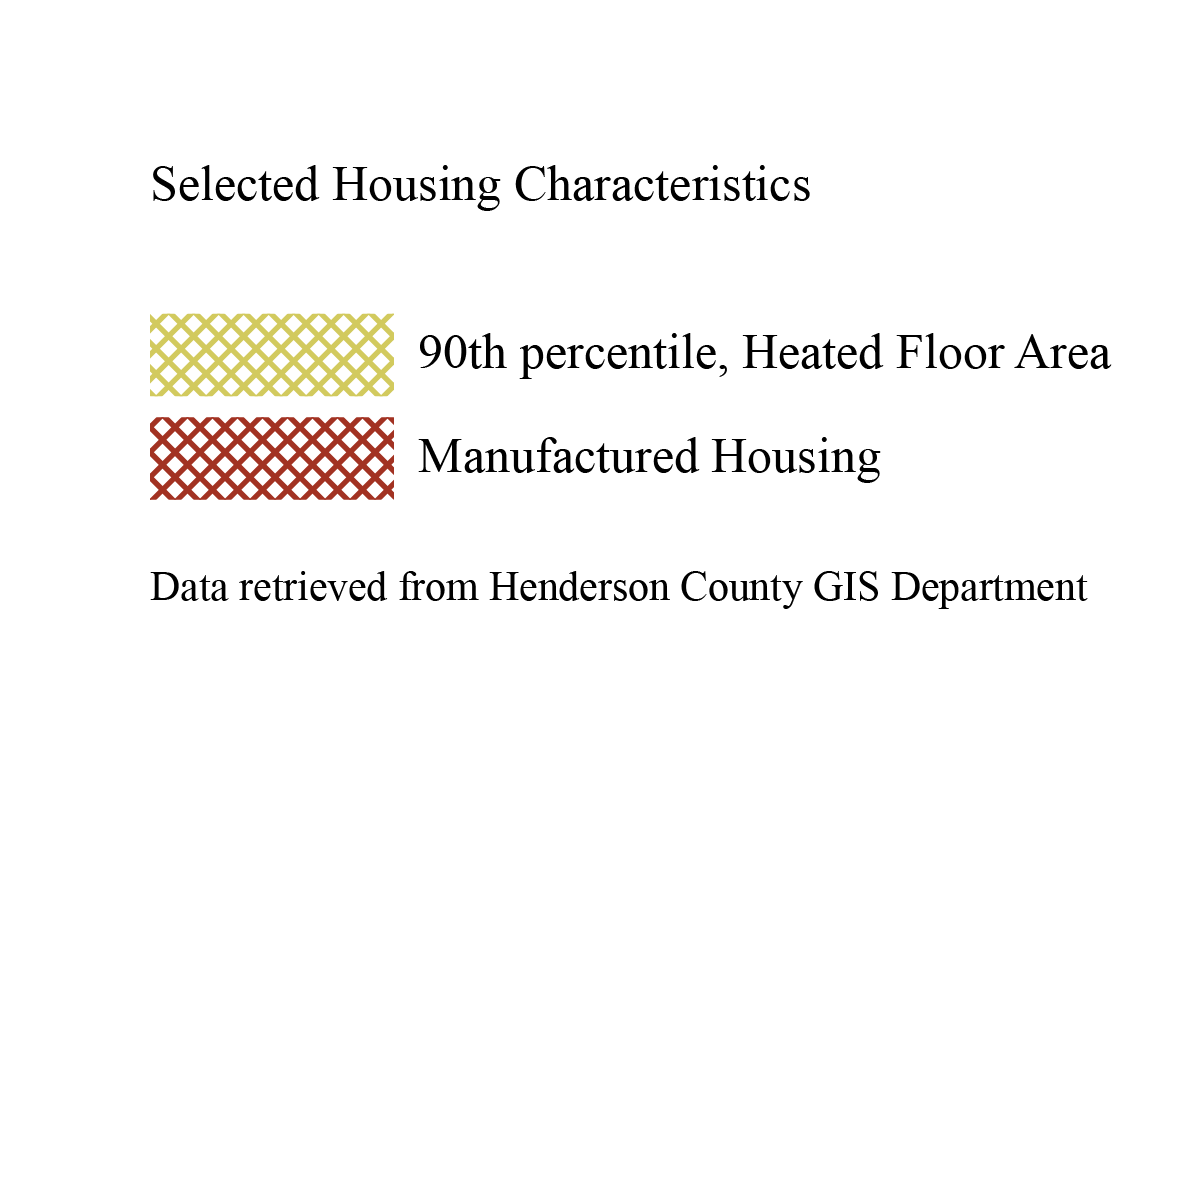 Selected Housing Characteristics
90th percentile, Heated Floor Area
Manufactured Housing
Data retrieved from Henderson County GIS Department